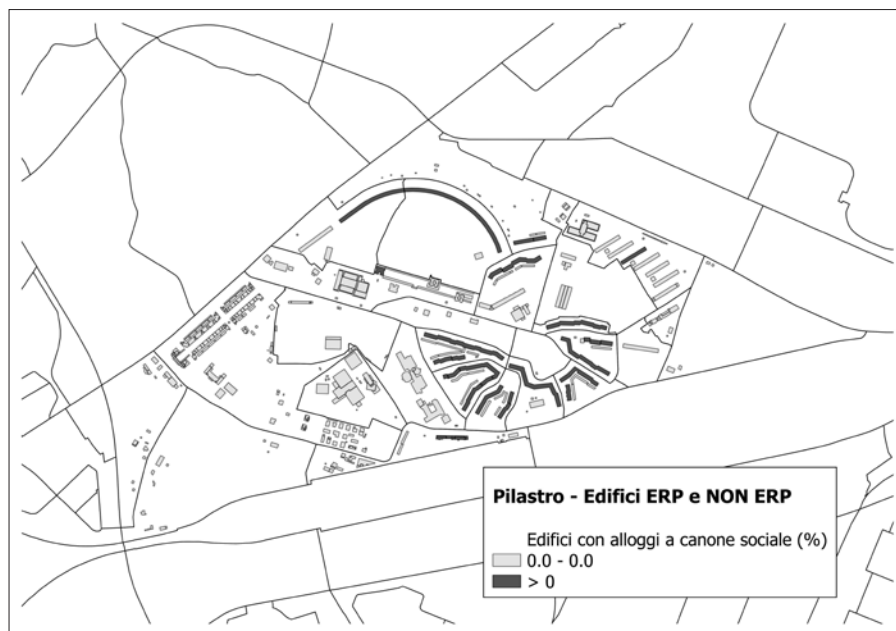 Pilastro - Edifici ERP e NON ERP
Edifici con alloggi a canone sociale (%)
0.0 - 0.0
> 0